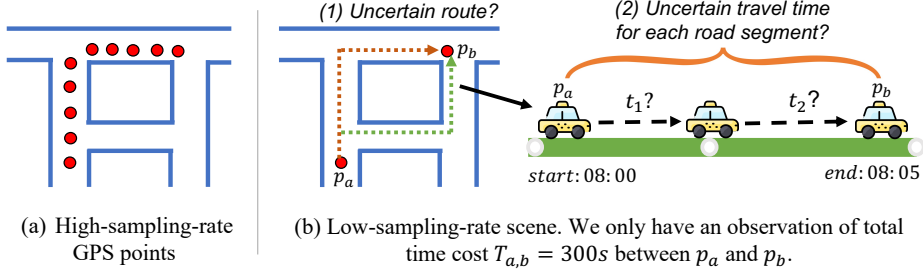 (1) Uncertain route?
(2) Uncertain travel time
for each road segment?
p_b
p_a
p_a
p_b
t_1?
t_2?
start: 08:00
end: 08:05
(a) High-sampling-rate
GPS points
(b) Low-sampling-rate scene. We only have an observation of total
time cost T_{a,b} = 300s between p_a and p_b.